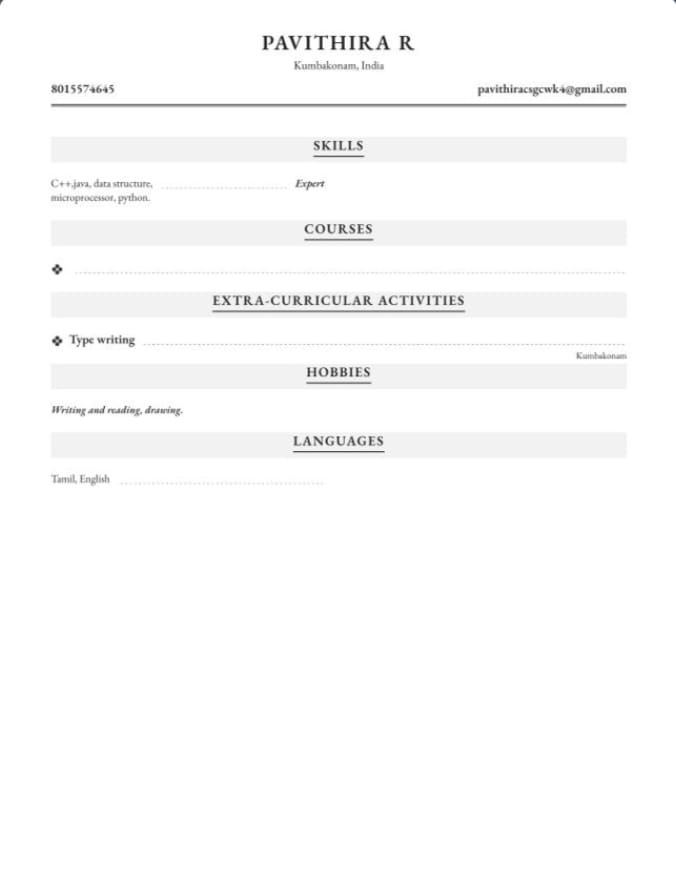 PAVITHIRA R
Kumbakonam, India
8015574645 pavithiracsgcwk4@gmail.com
SKILLS
C++,java, data structure, Expert
microprocessor, python.
COURSES
EXTRA-CURRICULAR ACTIVITIES
Type writing
Kumbakonam
HOBBIES
Writing and reading, drawing.
LANGUAGES
Tamil, English